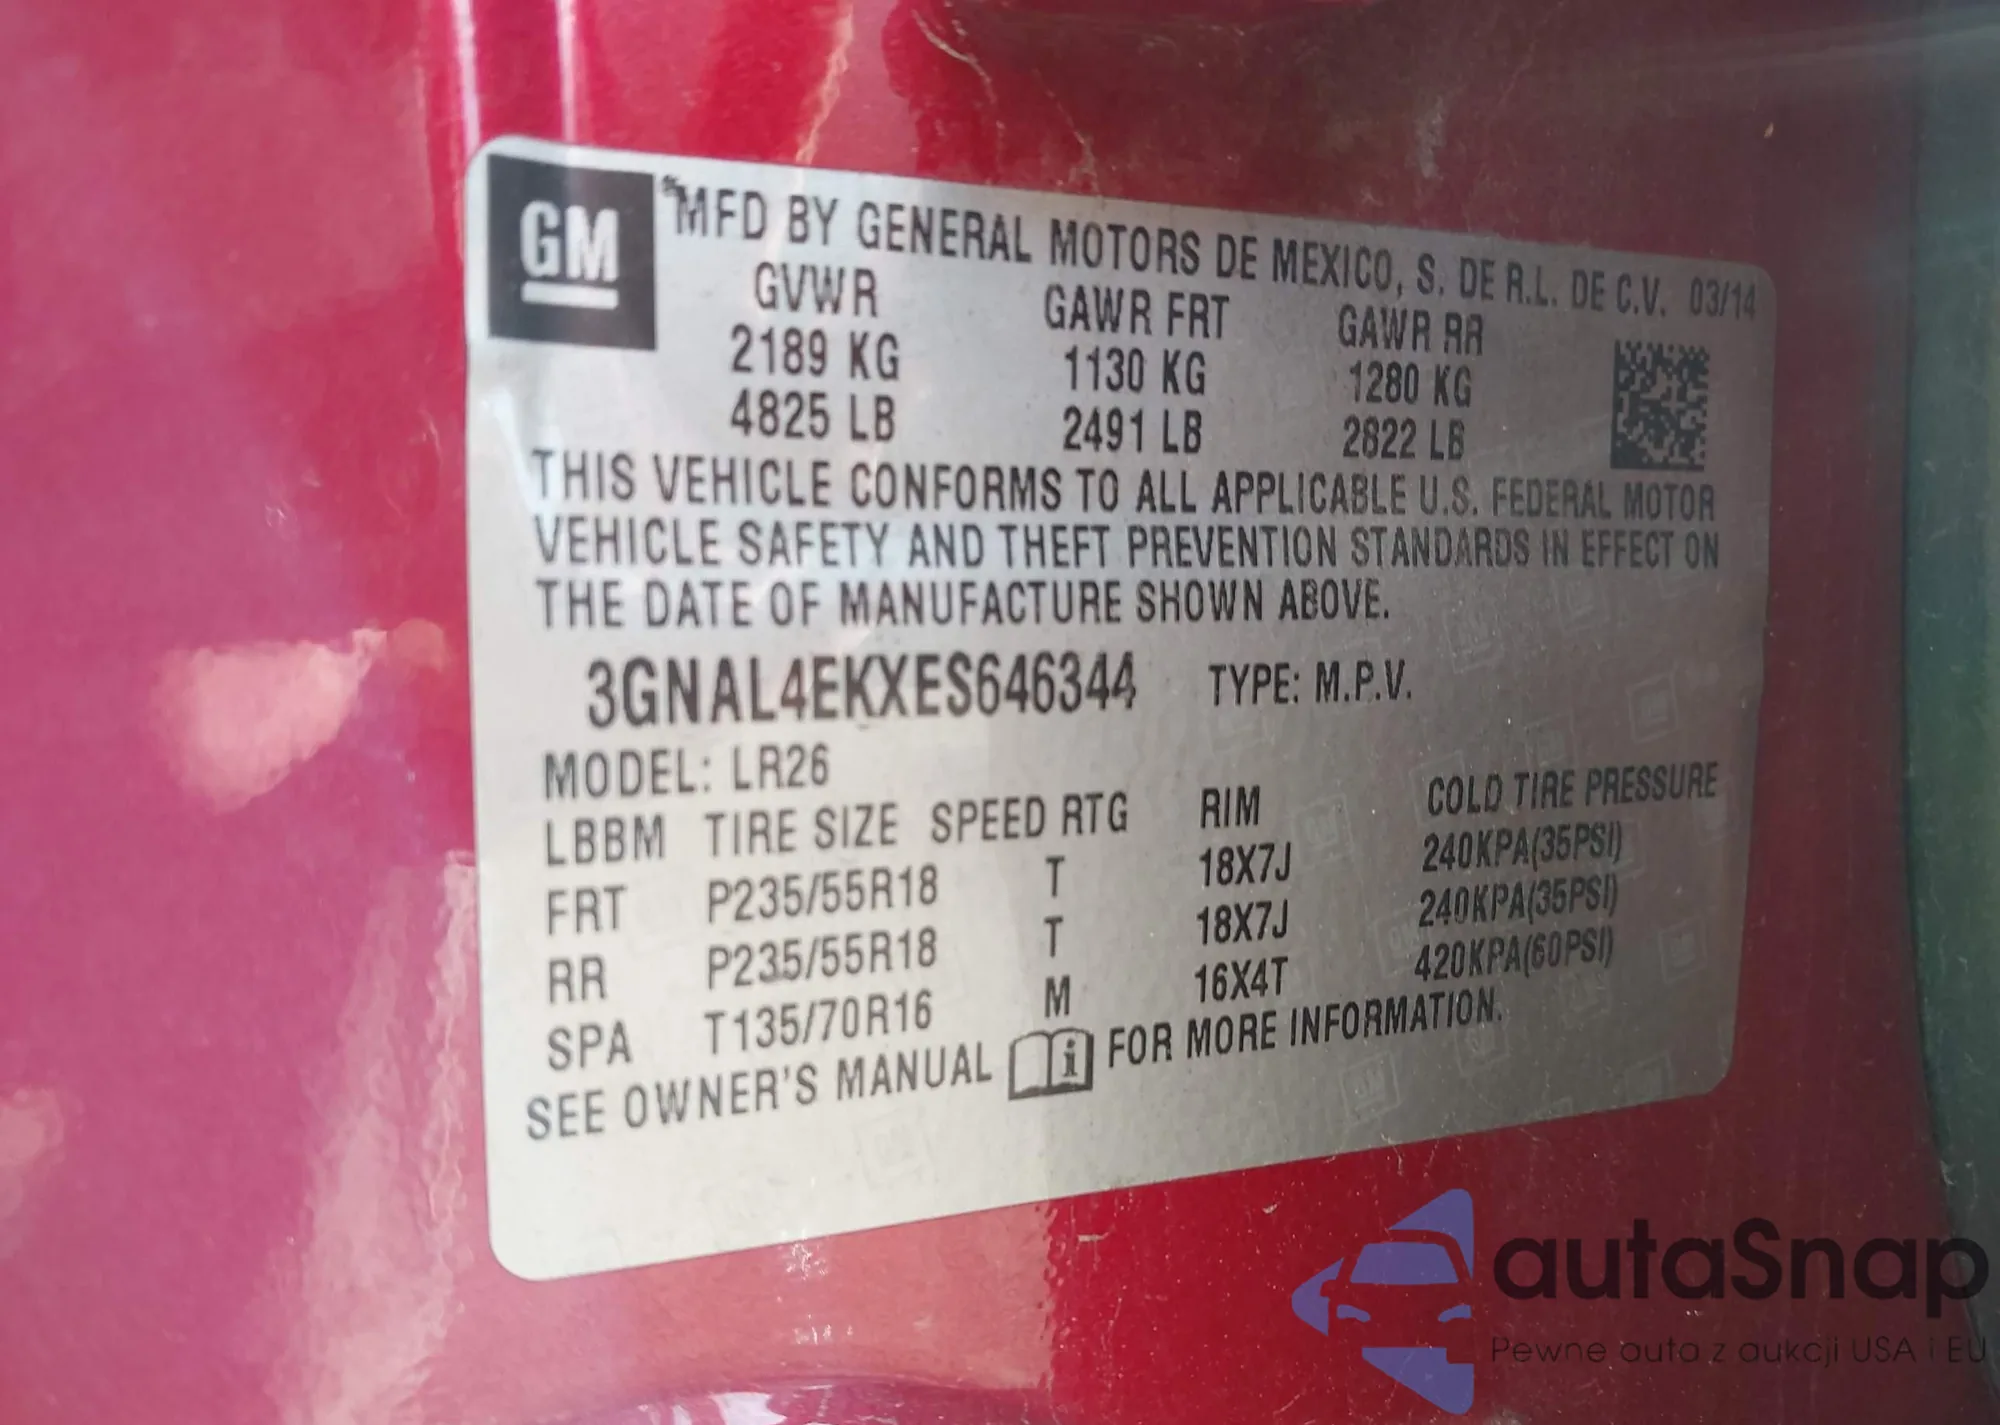 GM
*MFD BY GENERAL MOTORS DE MEXICO, S. DE R.L. DE C.V. 03/14
GVWR GAWR FRT GAWR RR
2189 KG 1130 KG 1280 KG
4825 LB 2491 LB 2822 LB
THIS VEHICLE CONFORMS TO ALL APPLICABLE U.S. FEDERAL MOTOR
VEHICLE SAFETY AND THEFT PREVENTION STANDARDS IN EFFECT ON
THE DATE OF MANUFACTURE SHOWN ABOVE.
3GNAL4EKXES646344 TYPE: M.P.V.
MODEL: LR26
LBBM TIRE SIZE SPEED RTG RIM COLD TIRE PRESSURE
FRT P235/55R18 T 18X7J 240KPA(35PSI)
RR P235/55R18 T 18X7J 240KPA(35PSI)
SPA T135/70R16 M 16X4T 420KPA(60PSI)
SEE OWNER'S MANUAL i FOR MORE INFORMATION.
autaSnap
Pewne auta z aukcji USA i EU